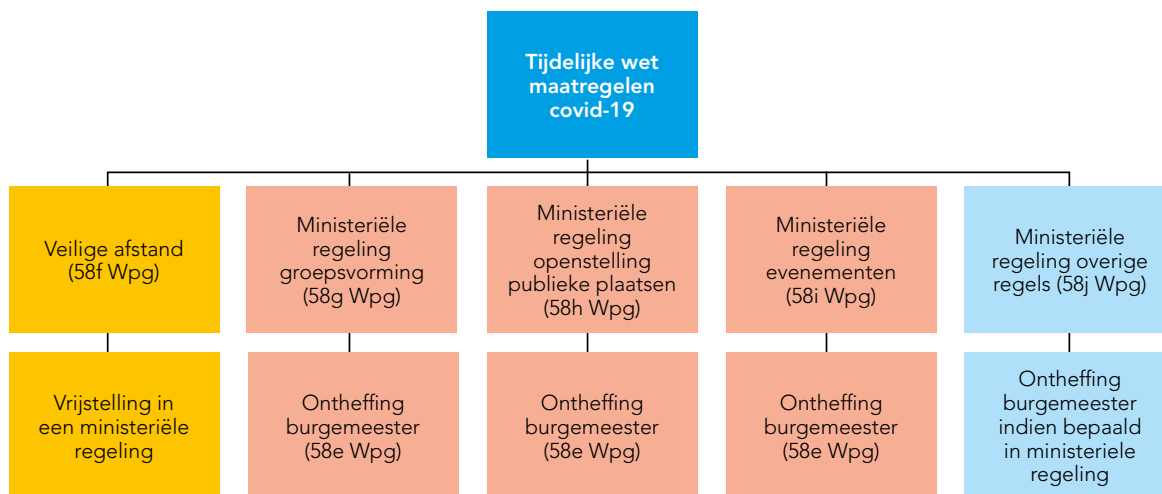 Tijdelijke wet
maatregelen
covid-19
Veilige afstand
(58f Wpg)
Ministeriële
regeling
groepsvorming
(58g Wpg)
Ministeriële
regeling
openstelling
publieke plaatsen
(58h Wpg)
Ministeriële
regeling
evenementen
(58i Wpg)
Ministeriële
regeling overige
regels (58j Wpg)
Vrijstelling in
een ministeriële
regeling
Ontheffing
burgemeester
(58e Wpg)
Ontheffing
burgemeester
(58e Wpg)
Ontheffing
burgemeester
(58e Wpg)
Ontheffing
burgemeester
indien bepaald
in ministeriele
regeling